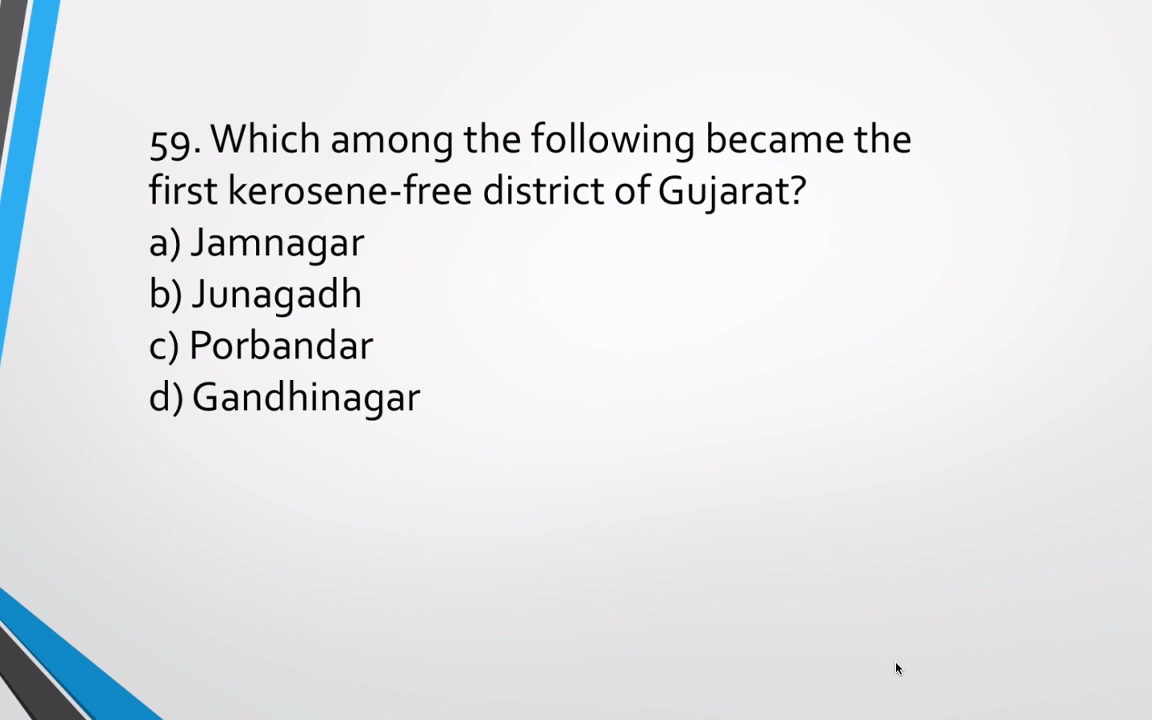 59. Which among the following became the
first kerosene-free district of Gujarat?
a) Jamnagar
b) Junagadh
c) Porbandar
d) Gandhinagar